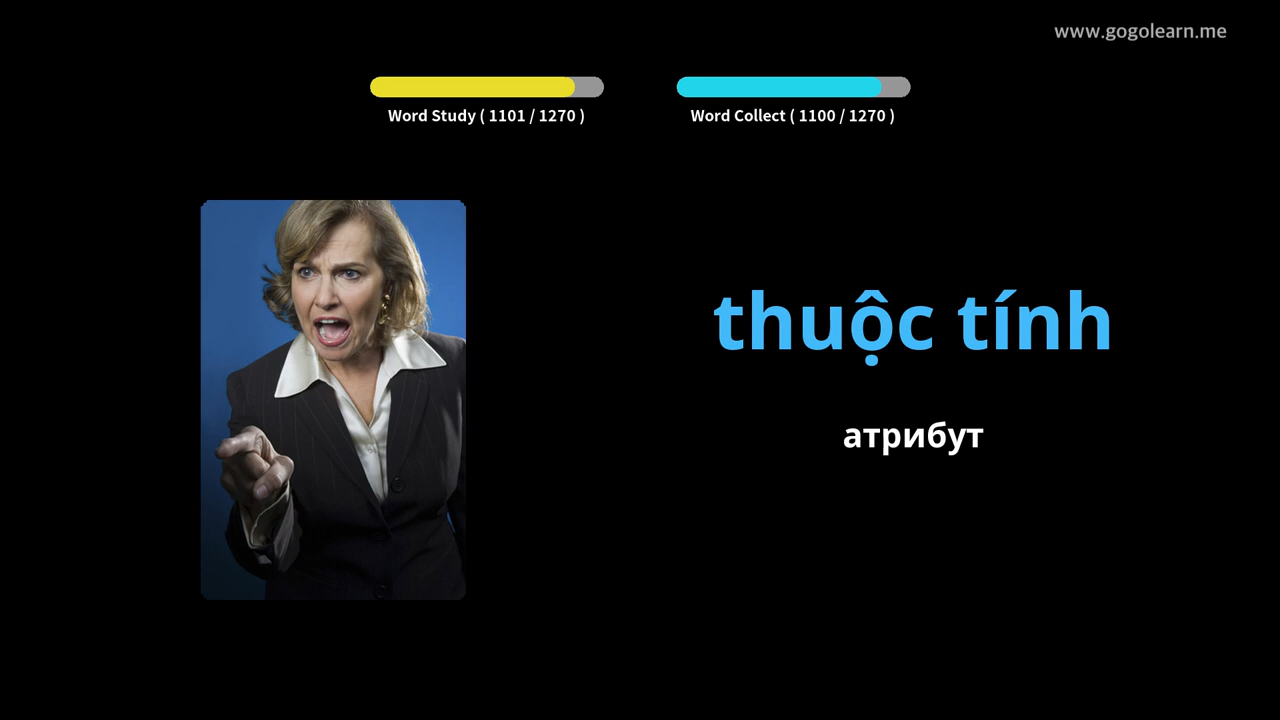 www.gogolearn.me
Word Study ( 1101 / 1270 )
Word Collect ( 1100 / 1270 )
thuộc tính
атрибут